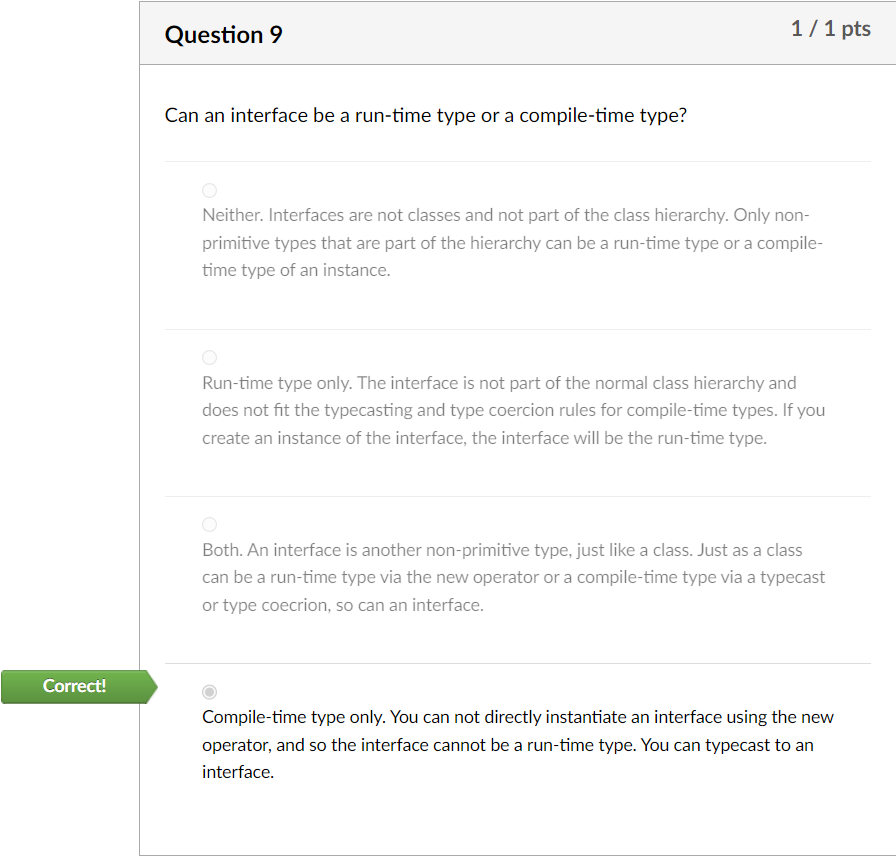 Question 9
1 / 1 pts
Can an interface be a run-time type or a compile-time type?
Neither. Interfaces are not classes and not part of the class hierarchy. Only non-
primitive types that are part of the hierarchy can be a run-time type or a compile-
time type of an instance.
Run-time type only. The interface is not part of the normal class hierarchy and
does not fit the typecasting and type coercion rules for compile-time types. If you
create an instance of the interface, the interface will be the run-time type.
Both. An interface is another non-primitive type, just like a class. Just as a class
can be a run-time type via the new operator or a compile-time type via a typecast
or type coecrion, so can an interface.
Correct!
Compile-time type only. You can not directly instantiate an interface using the new
operator, and so the interface cannot be a run-time type. You can typecast to an
interface.